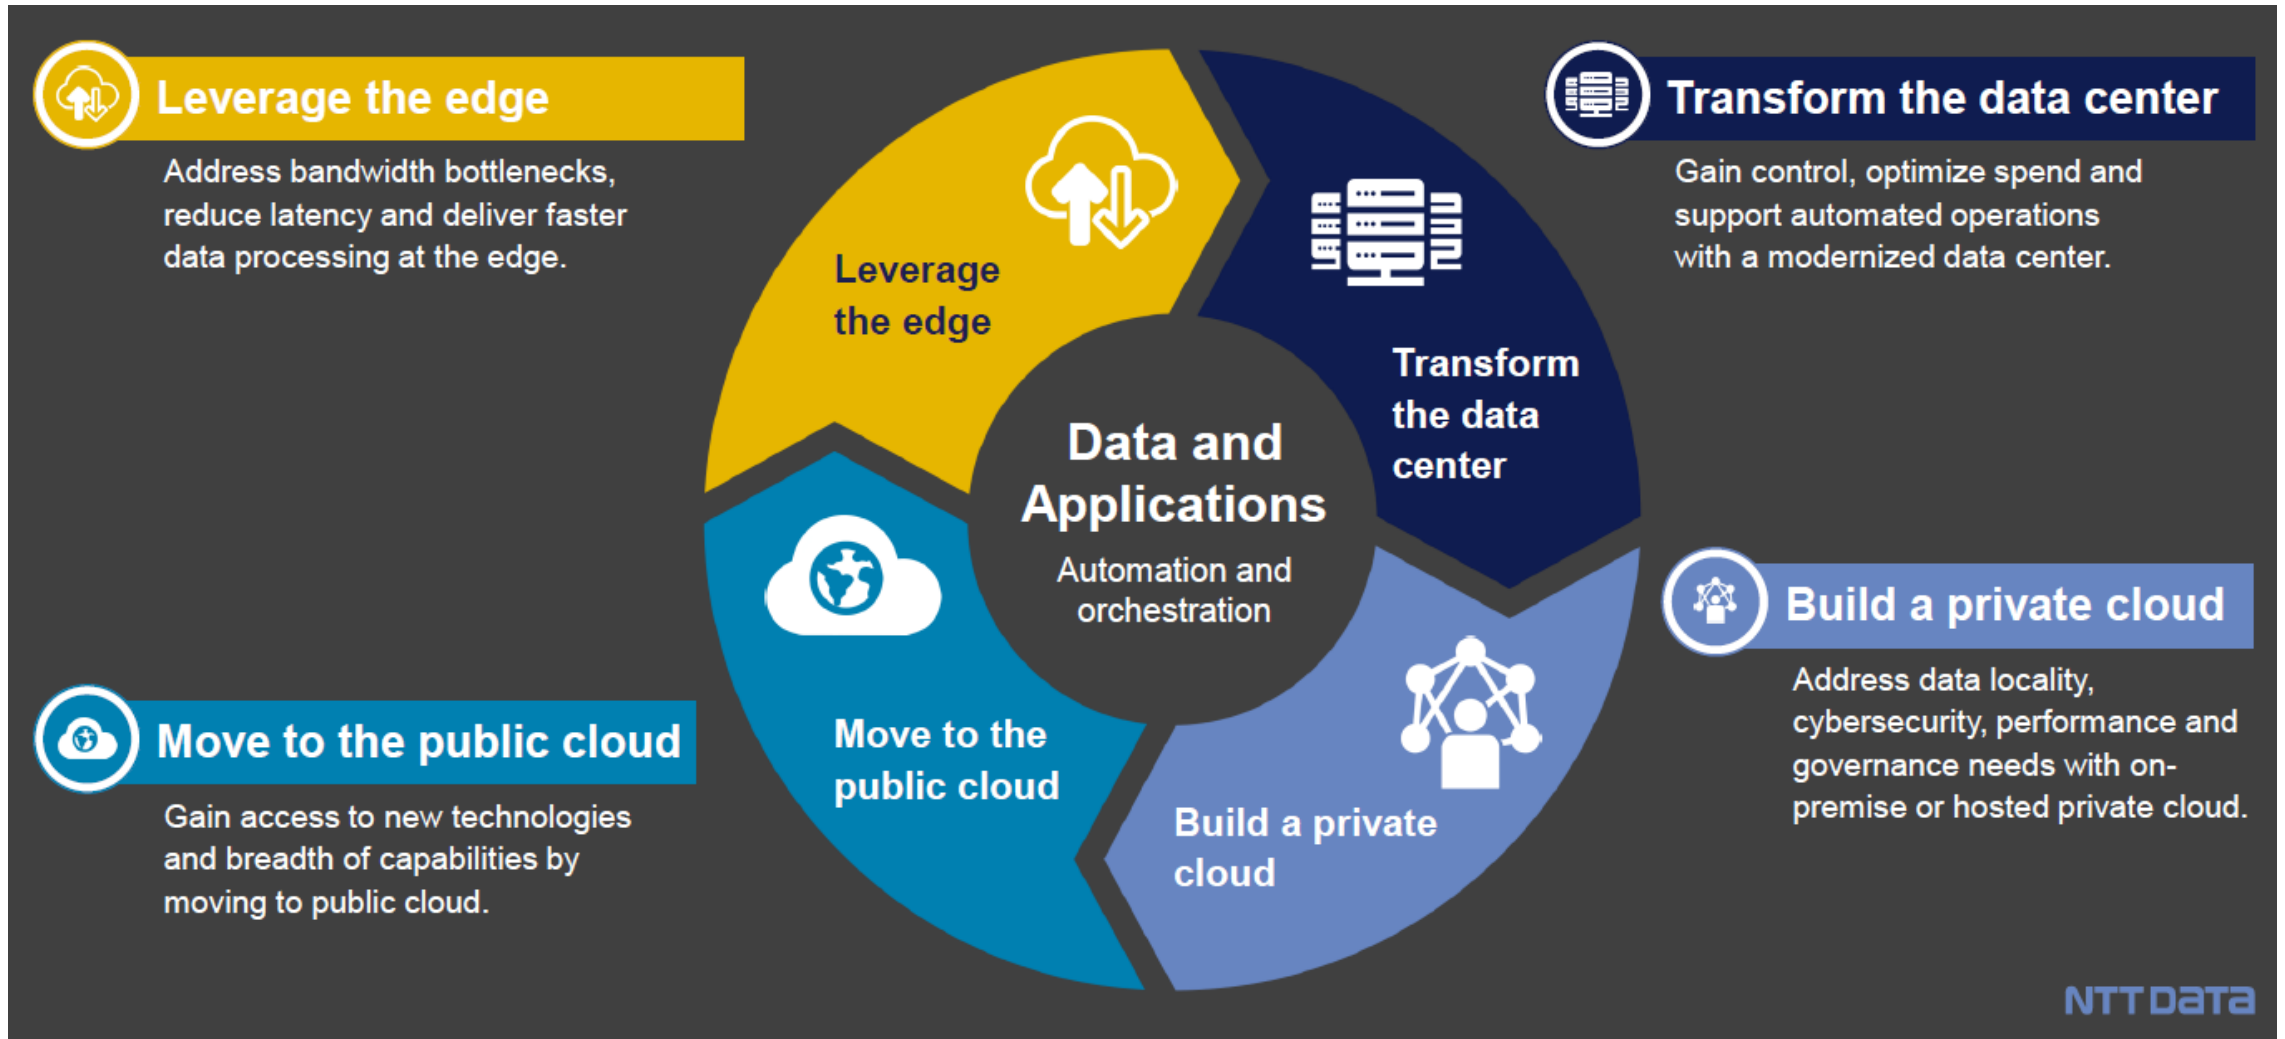 Leverage the edge
Address bandwidth bottlenecks,
reduce latency and deliver faster
data processing at the edge.
Transform the data center
Gain control, optimize spend and
support automated operations
with a modernized data center.
Leverage
the edge
Transform
the data
center
Data and
Applications
Automation and
orchestration
Move to the public cloud
Gain access to new technologies
and breadth of capabilities by
moving to public cloud.
Move to the
public cloud
Build a private
cloud
Build a private cloud
Address data locality,
cybersecurity, performance and
governance needs with on-
premise or hosted private cloud.
NTT DATA